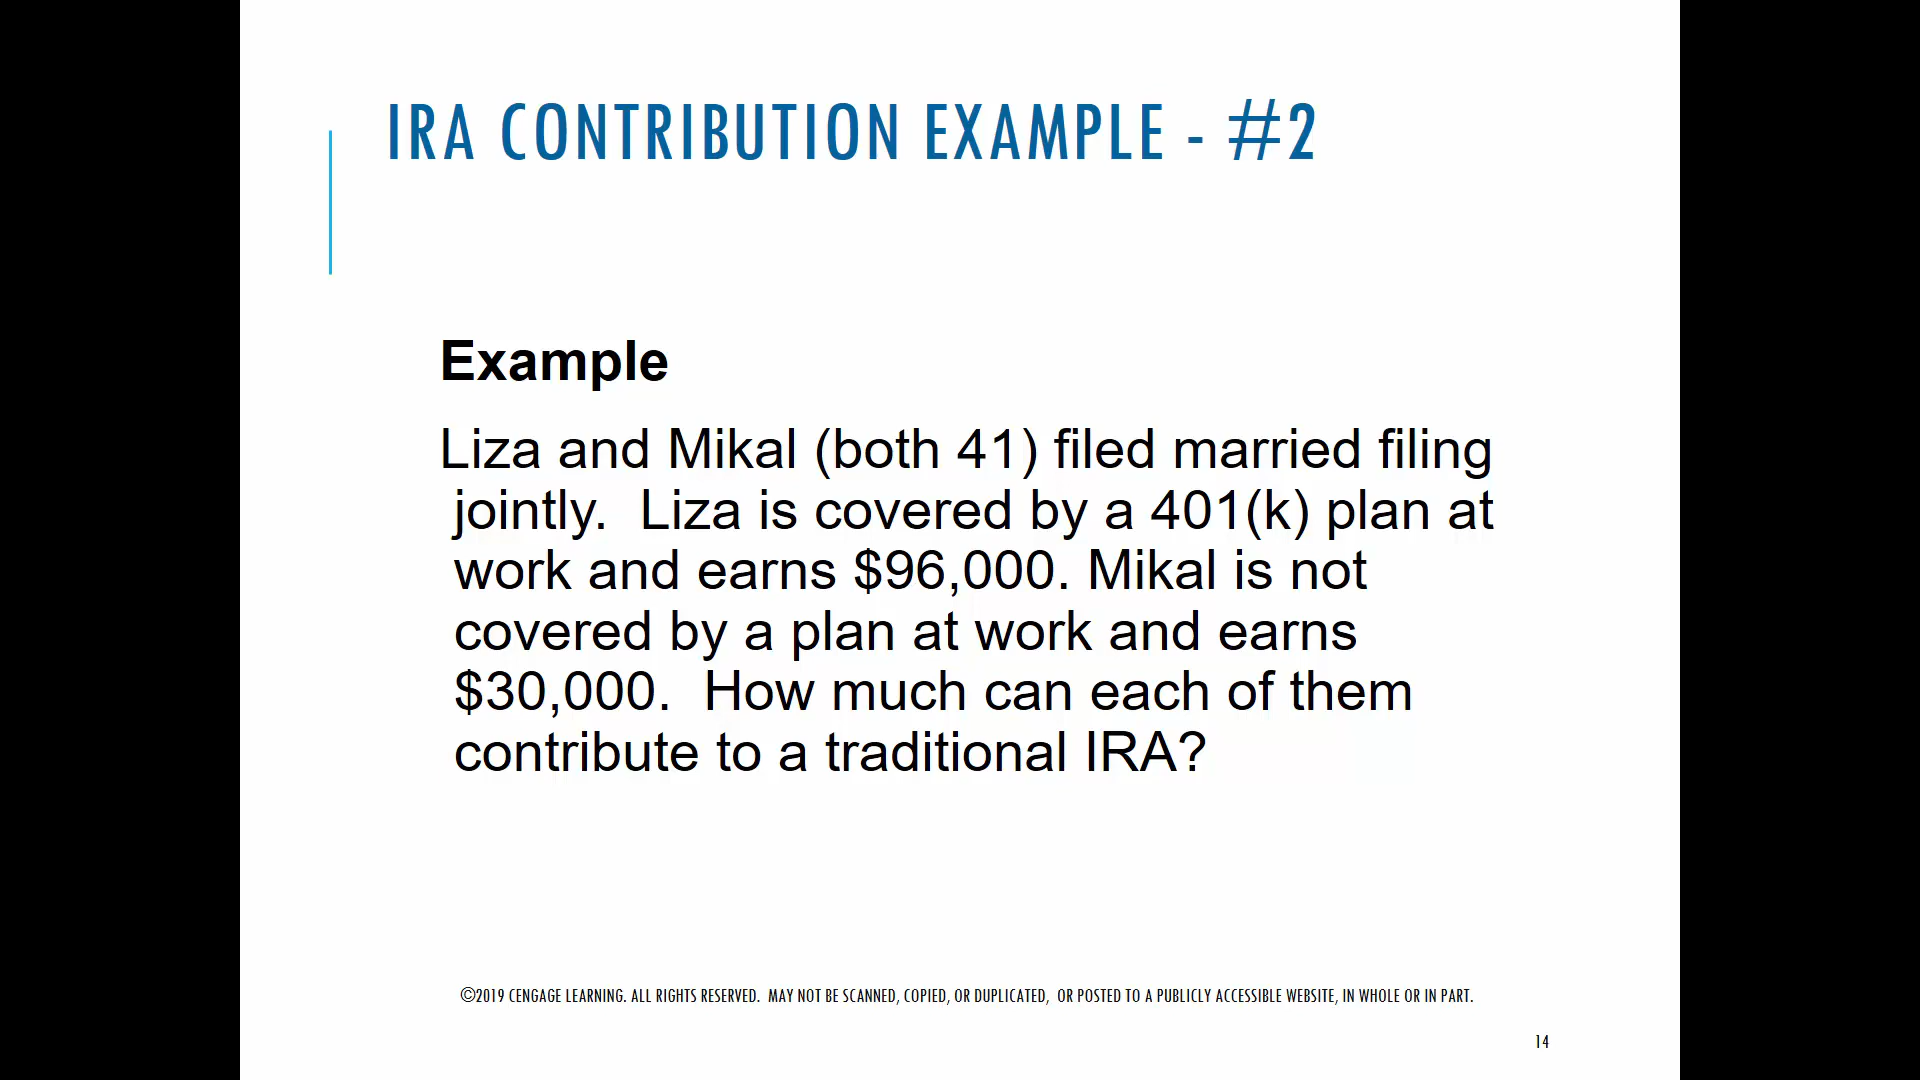 IRA CONTRIBUTION EXAMPLE - #2
Example
Liza and Mikal (both 41) filed married filing
jointly.  Liza is covered by a 401(k) plan at
work and earns $96,000. Mikal is not
covered by a plan at work and earns
$30,000.  How much can each of them
contribute to a traditional IRA?
©2019 CENGAGE LEARNING. ALL RIGHTS RESERVED.  MAY NOT BE SCANNED, COPIED, OR DUPLICATED,  OR POSTED TO A PUBLICLY ACCESSIBLE WEBSITE, IN WHOLE OR IN PART.
14